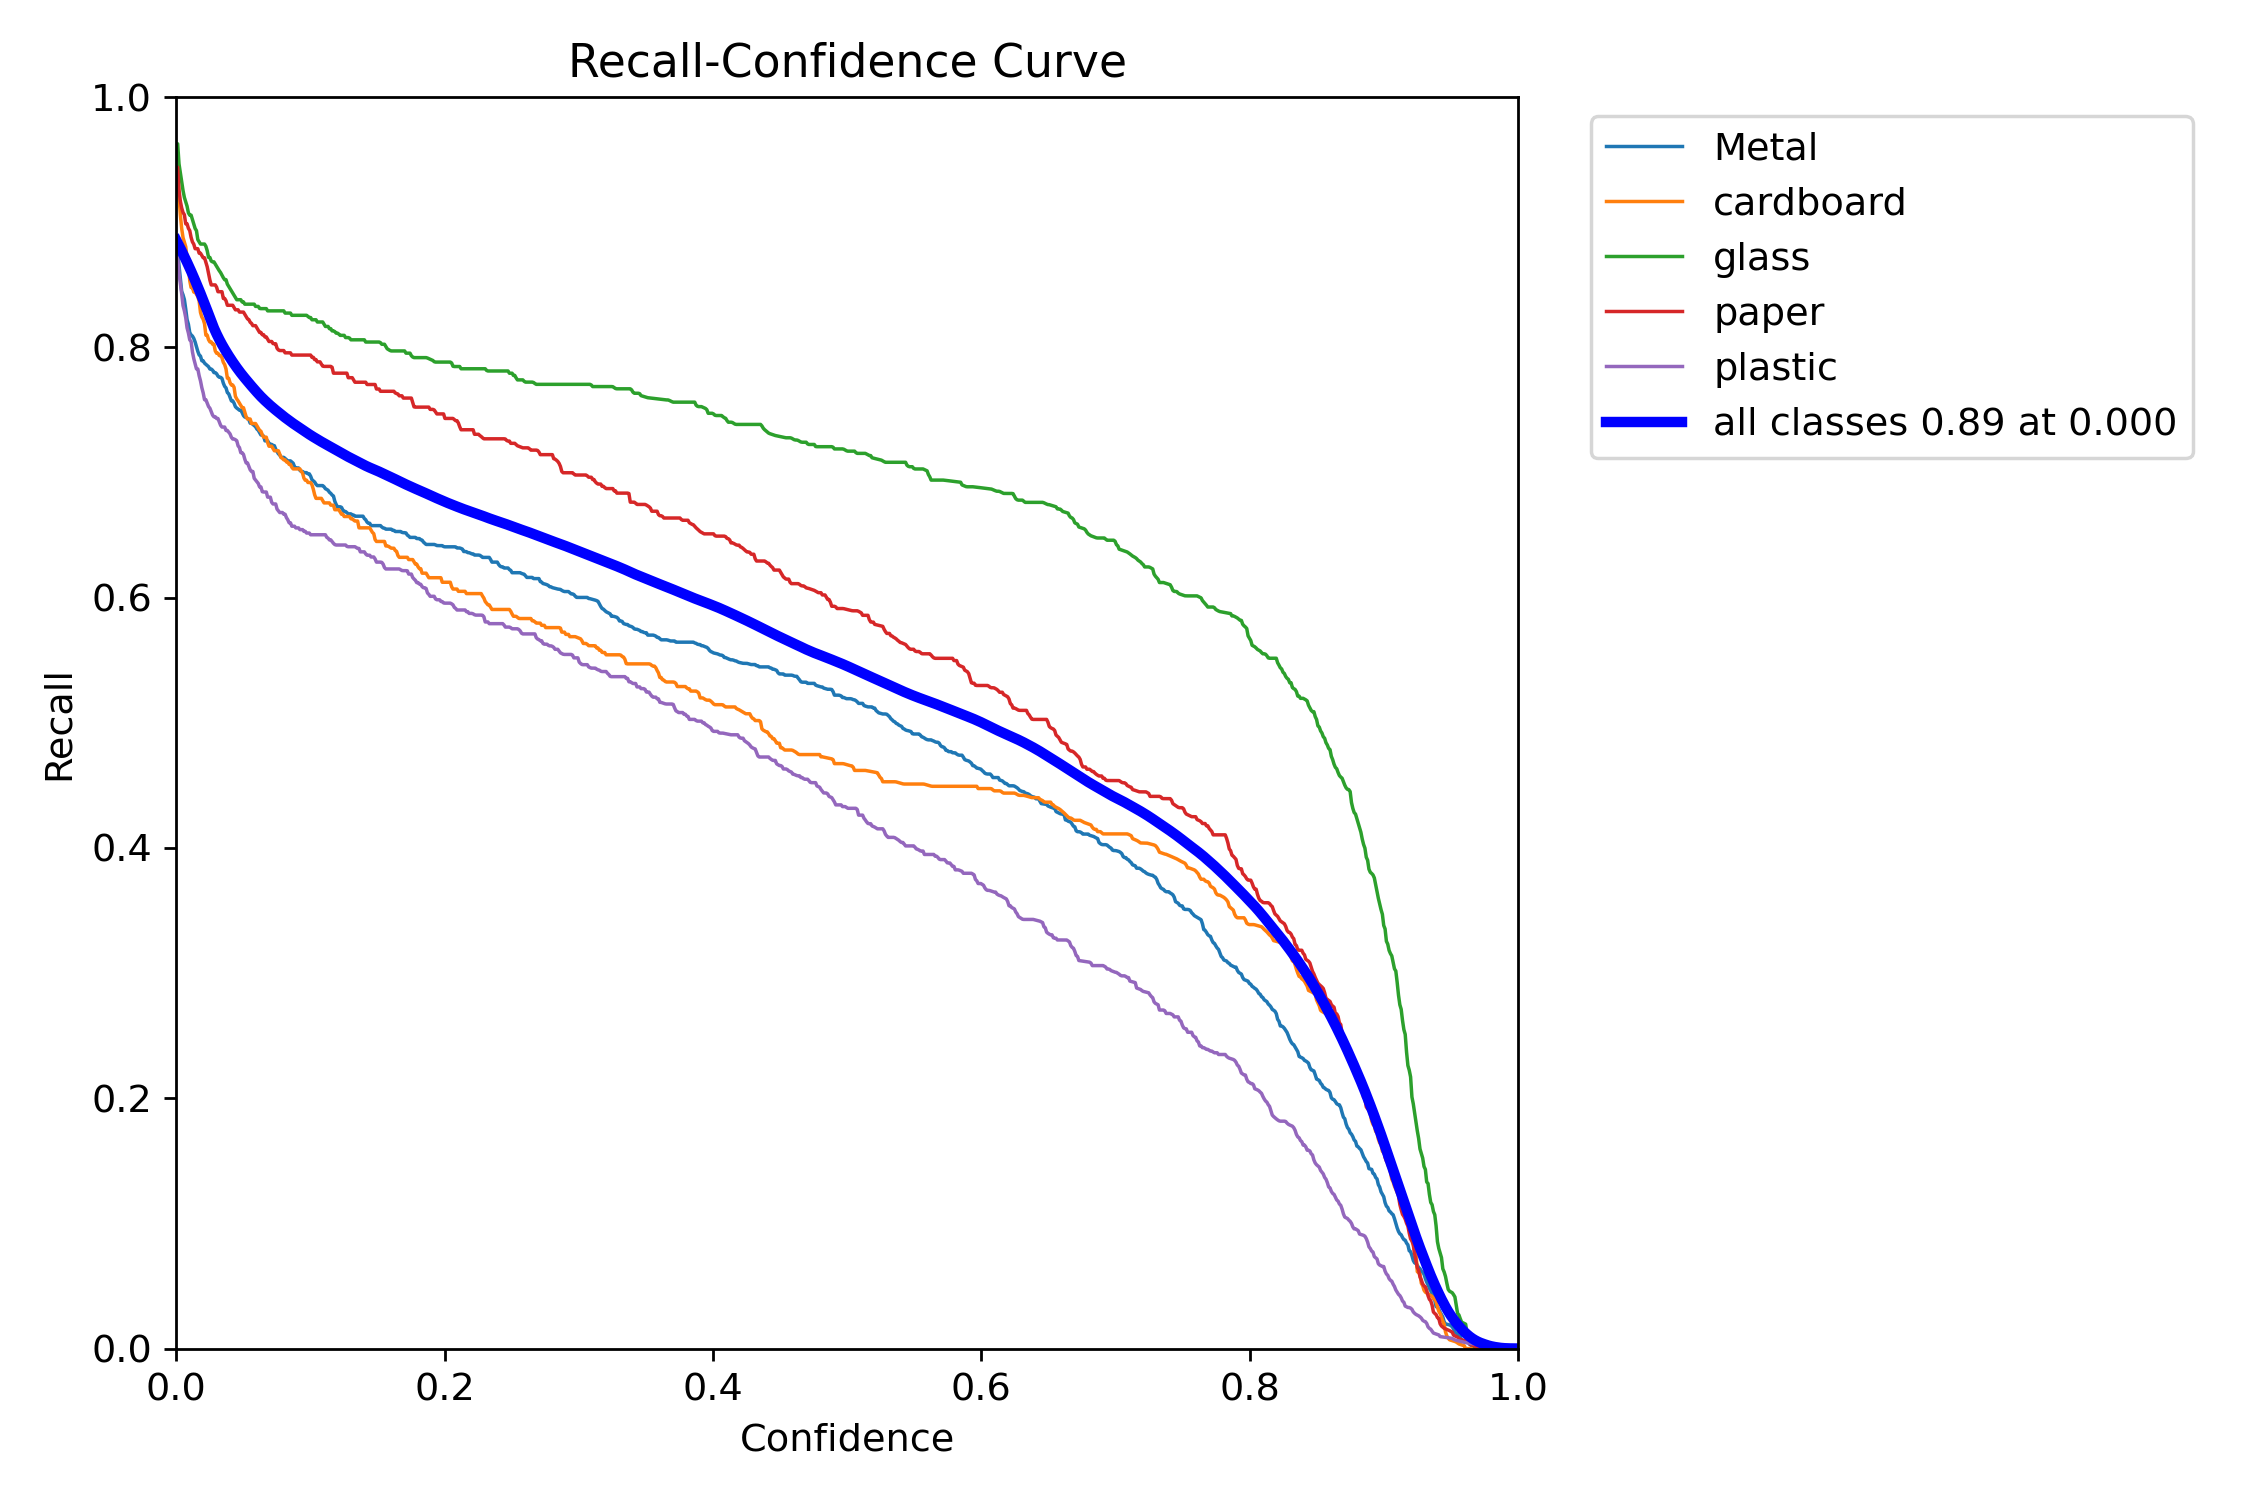 Recall-Confidence Curve
1.0
0.8
0.6
0.4
0.2
0.0
Recall
0.0 0.2 0.4 0.6 0.8 1.0
Confidence
Metal
cardboard
glass
paper
plastic
all classes 0.89 at 0.000